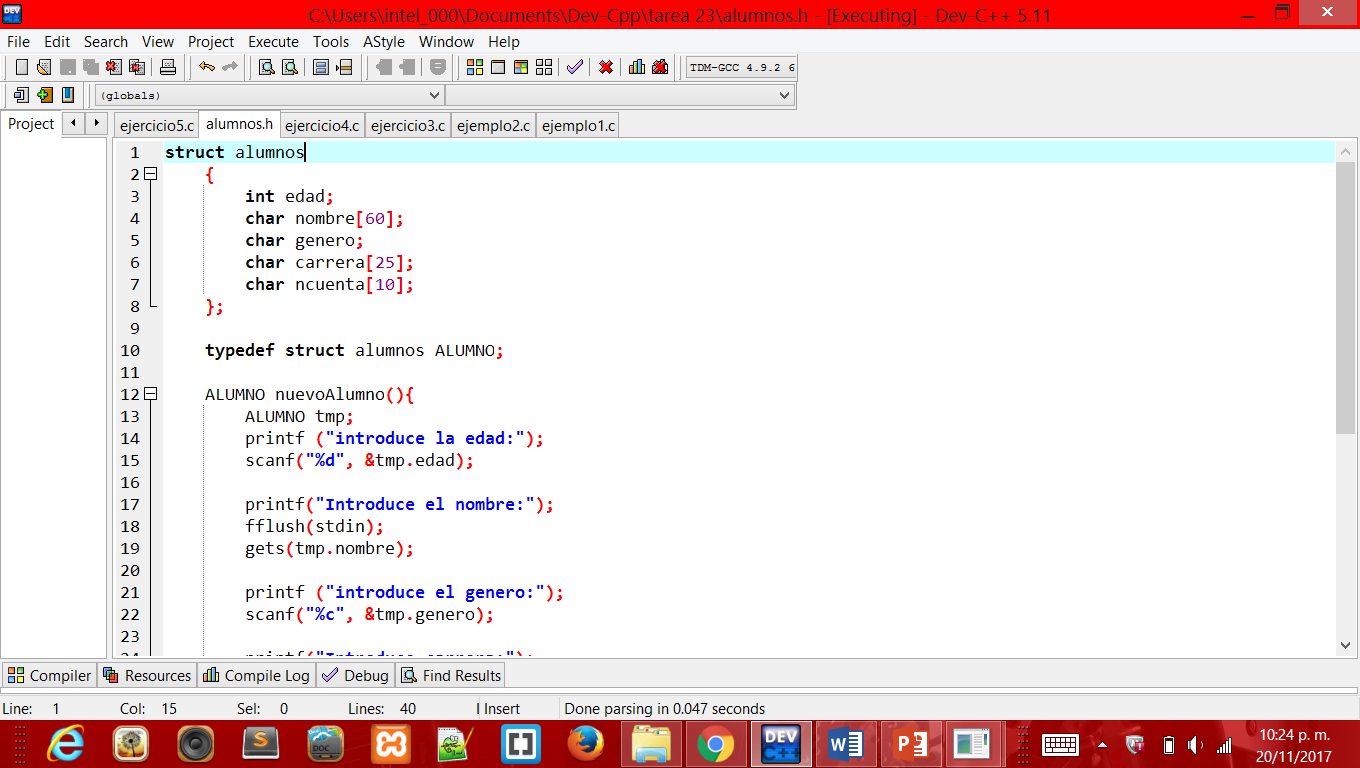 C:\Users\intel_000\Documents\Dev-Cpp\tarea 23\alumnos.h - [Executing] - Dev-C++ 5.11
File Edit Search View Project Execute Tools AStyle Window Help
TDM-GCC 4.9.2 6
(globals)
Project
ejercicio5.c alumnos.h ejercicio4.c ejercicio3.c ejemplo2.c ejemplo1.c
1 struct alumnos
2 {
3 int edad;
4 char nombre[60];
5 char genero;
6 char carrera[25];
7 char ncuenta[10];
8 };
9
10 typedef struct alumnos ALUMNO;
11
12 ALUMNO nuevoAlumno(){
13 ALUMNO tmp;
14 printf ("introduce la edad:");
15 scanf("%d", &tmp.edad);
16
17 printf("Introduce el nombre:");
18 fflush(stdin);
19 gets(tmp.nombre);
20
21 printf ("introduce el genero:");
22 scanf("%c", &tmp.genero);
23
Compiler Resources Compile Log Debug Find Results
Line: 1 Col: 15 Sel: 0 Lines: 40 Insert Done parsing in 0.047 seconds
10:24 p. m.
20/11/2017